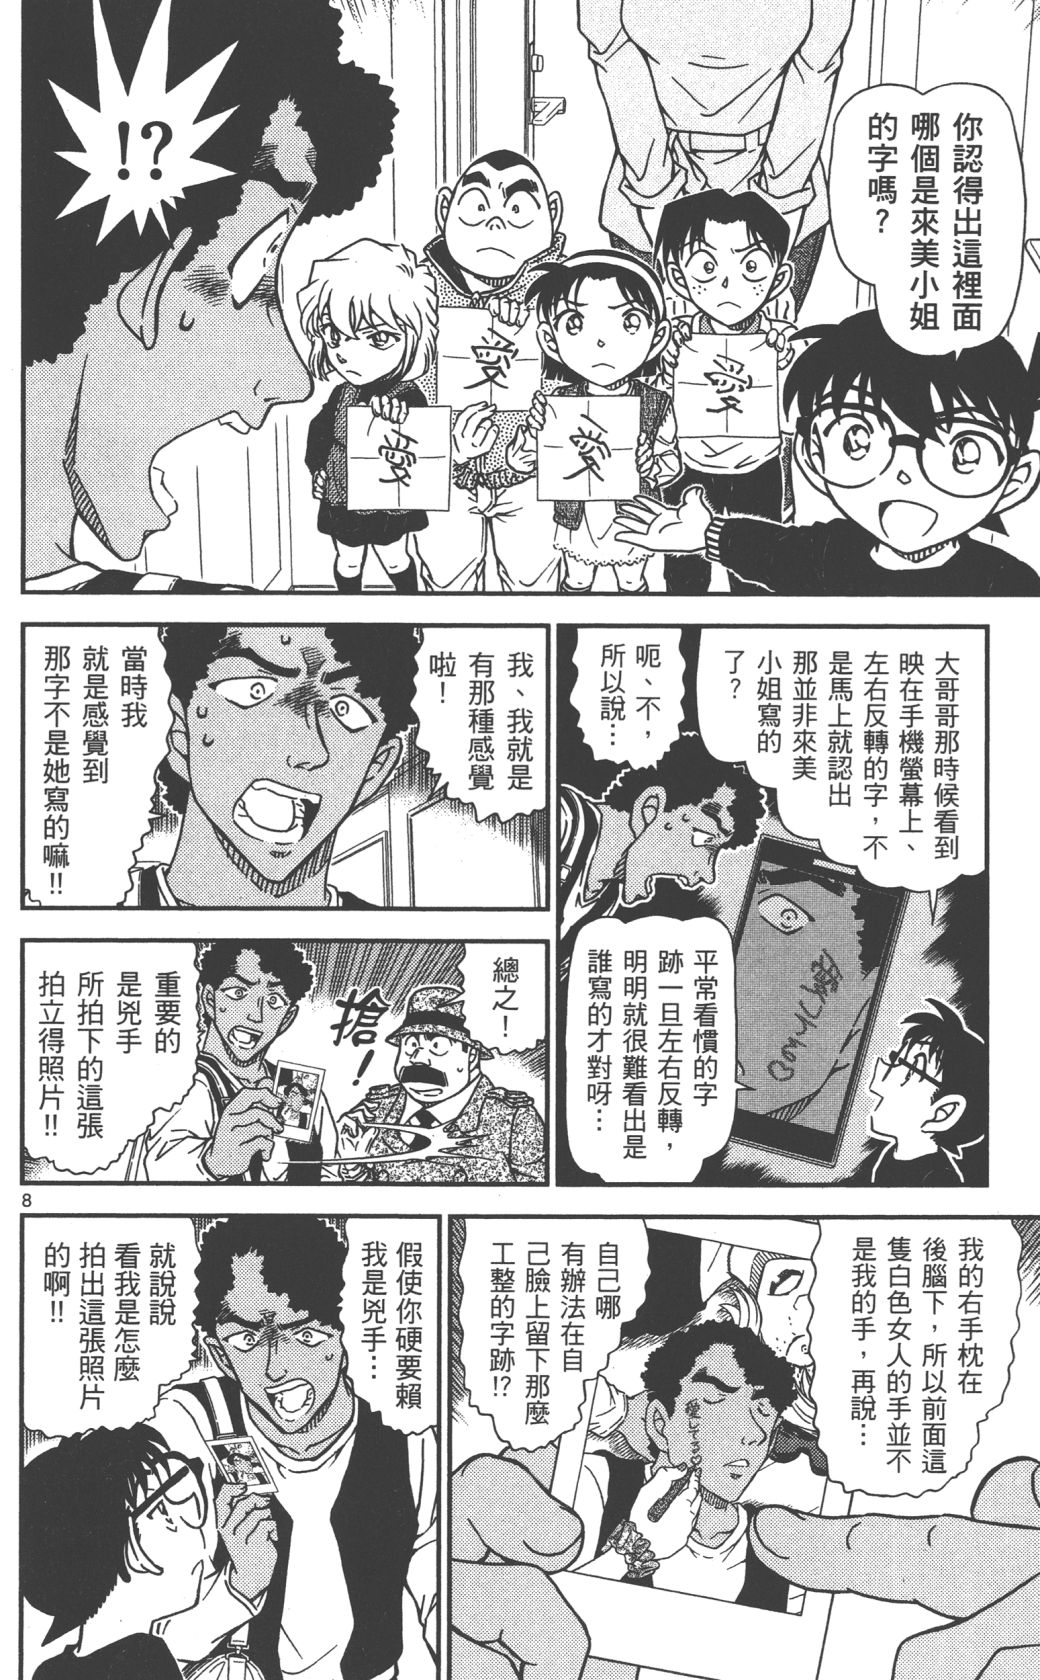 你認得出這裡面
哪個是來美小姐
的字嗎?
!?
愛
愛
愛
愛
大哥哥那時候看到
映在手機螢幕上、
左右反轉的字,不
是馬上就認出
那並非來美
小姐寫的
了?
呃、不,
所以說…
平常看慣的字
跡一旦左右反轉,
明明就很難看出是
誰寫的才對呀…
我、我就是
有那種感覺
啦!
當時我
就是感覺到
那字不是她寫的嘛!!
總之!
搶!
重要的
是兇手
所拍下的這張
拍立得照片!!
8
我的右手枕在
後腦下,所以前面這
隻白色女人的手並不
是我的手,再說…
愛してる♡
自己哪
有辦法在自
己臉上留下那麼
工整的字跡!?
假使你硬要賴
我是兇手…
就說說
看我是怎麼
拍出這張照片
的啊!!